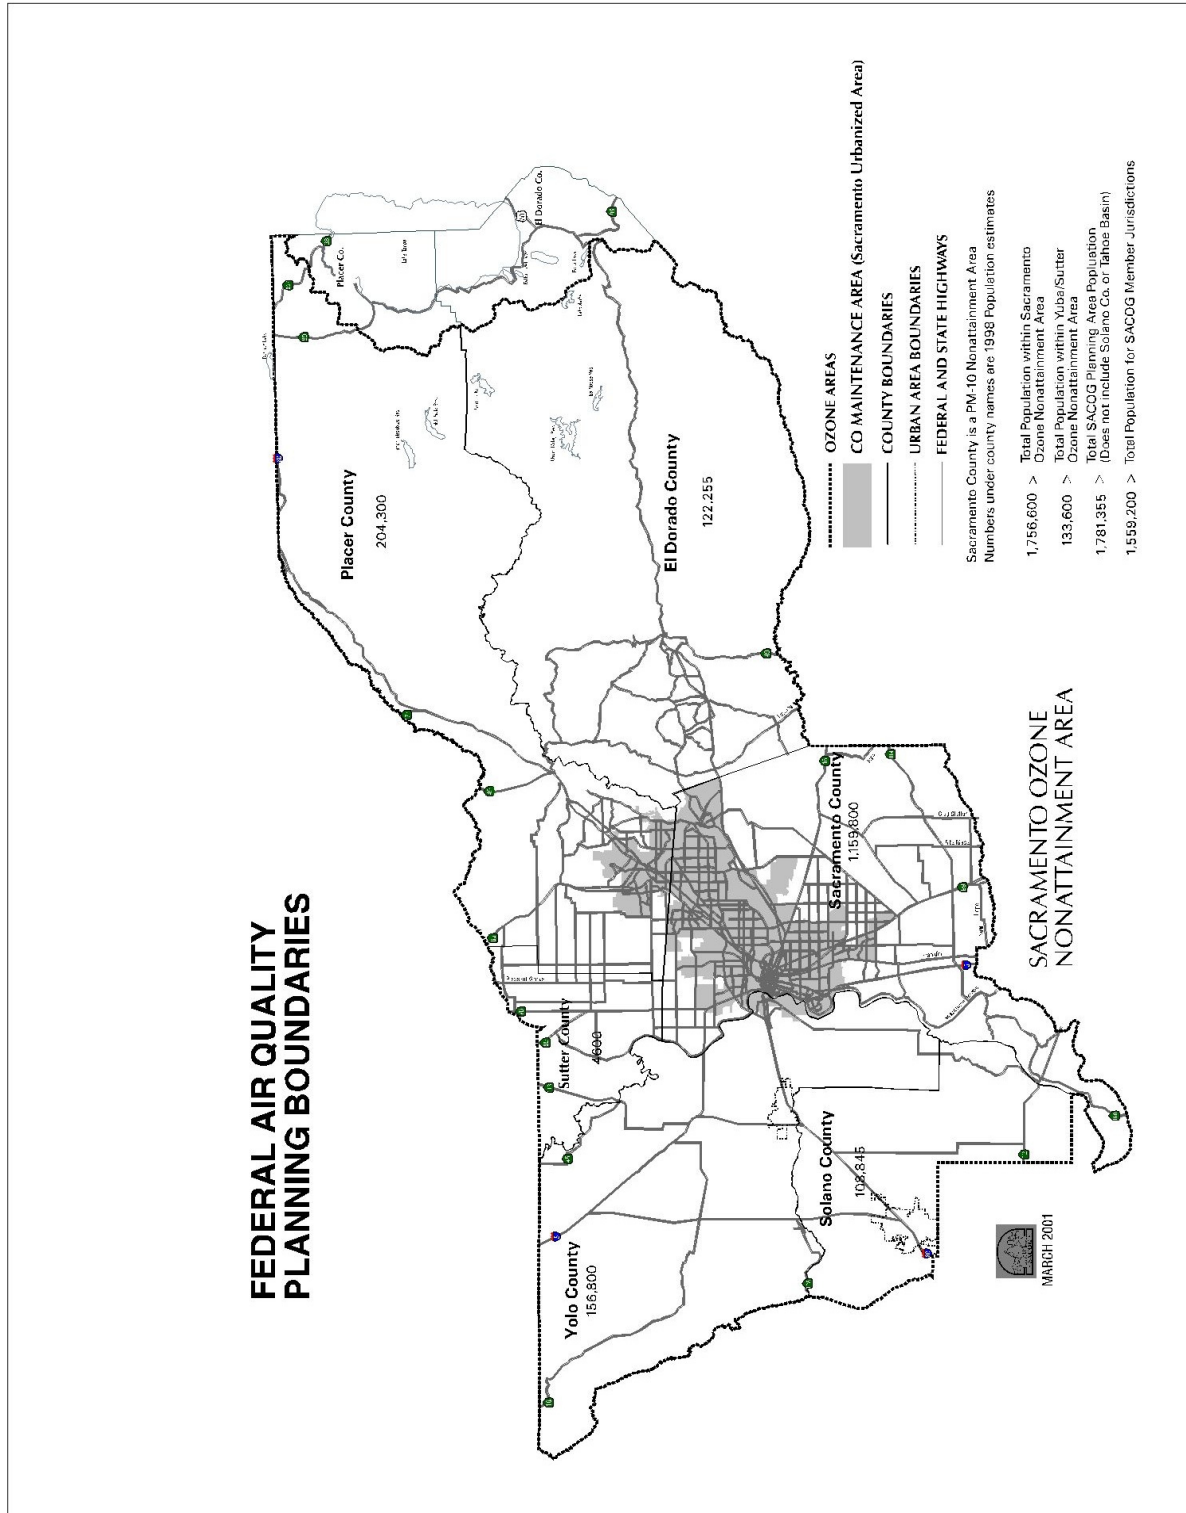 FEDERAL AIR QUALITY
PLANNING BOUNDARIES
Placer Co.
Lake Tahoe
El Dorado Co.
Placer County
204,300
El Dorado County
122,255
Sutter County
4600
Yolo County
156,800
Solano County
108,845
Sacramento County
1,159,800
OZONE AREAS
CO MAINTENANCE AREA (Sacramento Urbanized Area)
COUNTY BOUNDARIES
URBAN AREA BOUNDARIES
FEDERAL AND STATE HIGHWAYS
Sacramento County is a PM-10 Nonattainment Area
Numbers under county names are 1998 Population estimates
1,756,600 > Total Population within Sacramento
Ozone Nonattainment Area
133,600 > Total Population within Yuba/Sutter
Ozone Nonattainment Area
1,781,355 > Total SACOG Planning Area Popluation
(Does not include Solano Co. or Tahoe Basin)
1,559,200 > Total Population for SACOG Member Jurisdictions
SACRAMENTO OZONE
NONATTAINMENT AREA
MARCH 2001